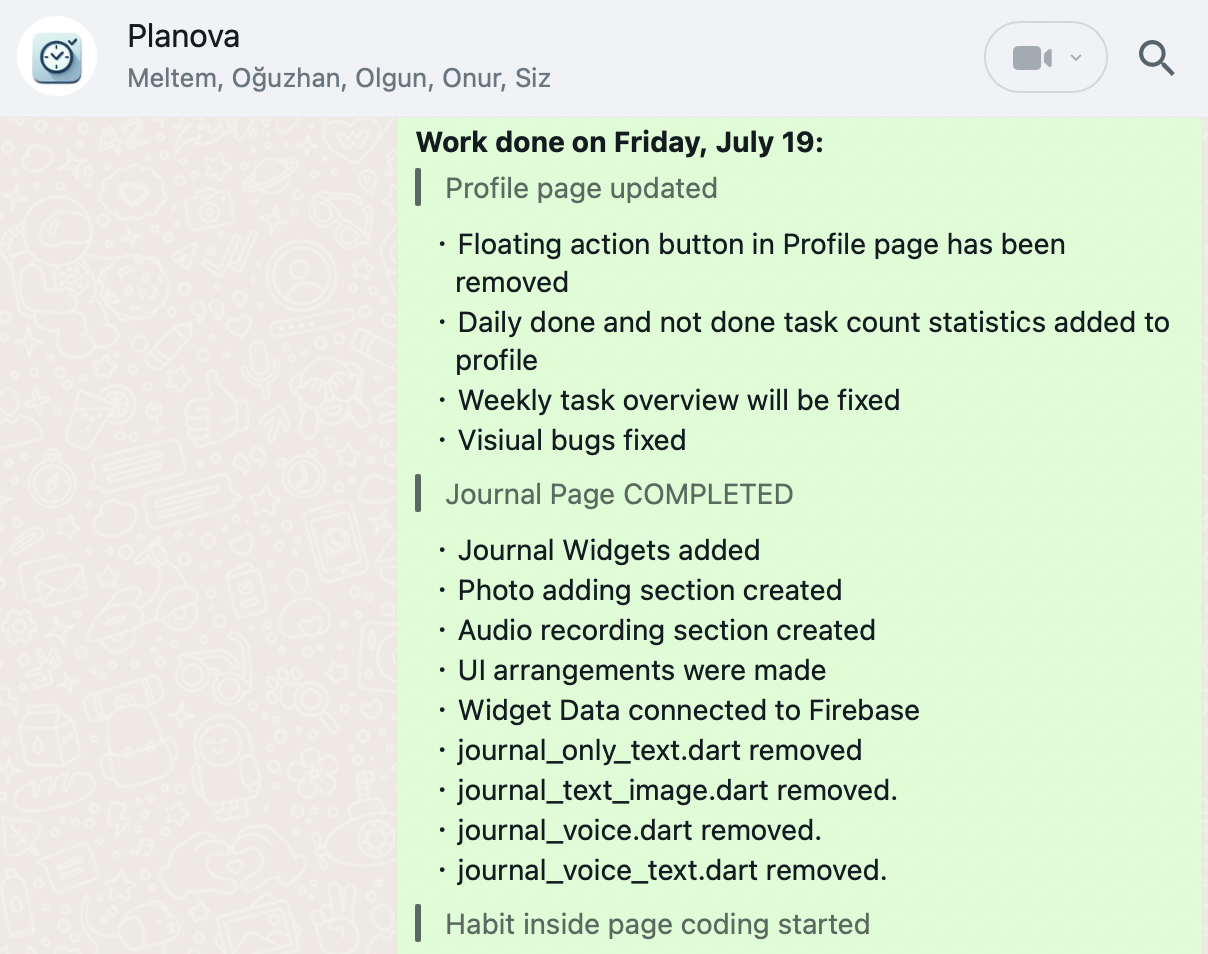 Planova
Meltem, Oğuzhan, Olgun, Onur, Siz
Work done on Friday, July 19:
Profile page updated
· Floating action button in Profile page has been
removed
· Daily done and not done task count statistics added to
profile
· Weekly task overview will be fixed
· Visiual bugs fixed
Journal Page COMPLETED
· Journal Widgets added
· Photo adding section created
· Audio recording section created
· UI arrangements were made
· Widget Data connected to Firebase
· journal_only_text.dart removed
· journal_text_image.dart removed.
· journal_voice.dart removed.
· journal_voice_text.dart removed.
Habit inside page coding started